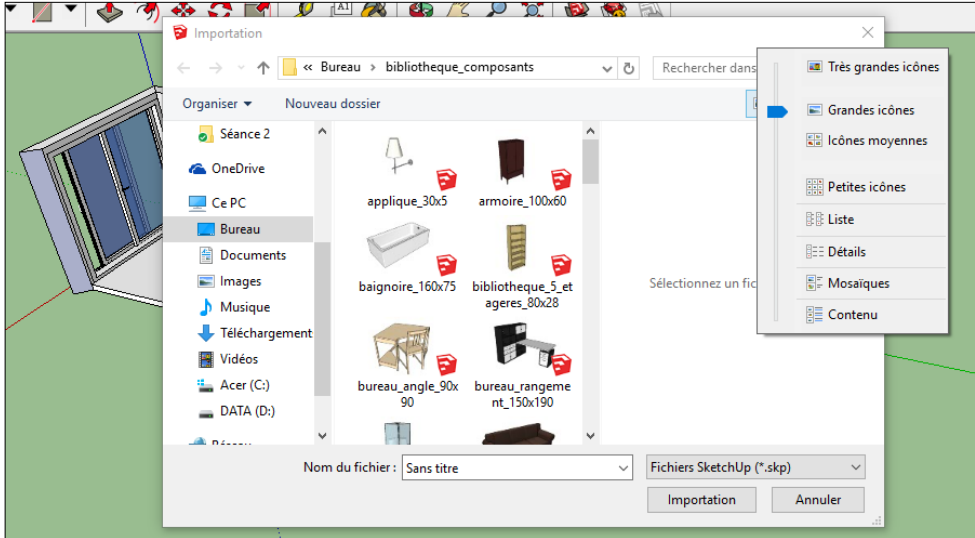 A1
Importation
« Bureau > bibliotheque_composants
Rechercher dans
Organiser
Nouveau dossier
Séance 2
OneDrive
Ce PC
Bureau
Documents
Images
Musique
Téléchargement
Vidéos
Acer (C:)
DATA (D:)
Réseau
applique_30x5
armoire_100x60
baignoire_160x75
bibliotheque_5_et
ageres_80x28
bureau_angle_90x
90
bureau_rangeme
nt_150x190
Sélectionnez un fic
Très grandes icônes
Grandes icônes
Icônes moyennes
Petites icônes
Liste
Détails
Mosaïques
Contenu
Nom du fichier :
Sans titre
Fichiers SketchUp (*.skp)
Importation
Annuler